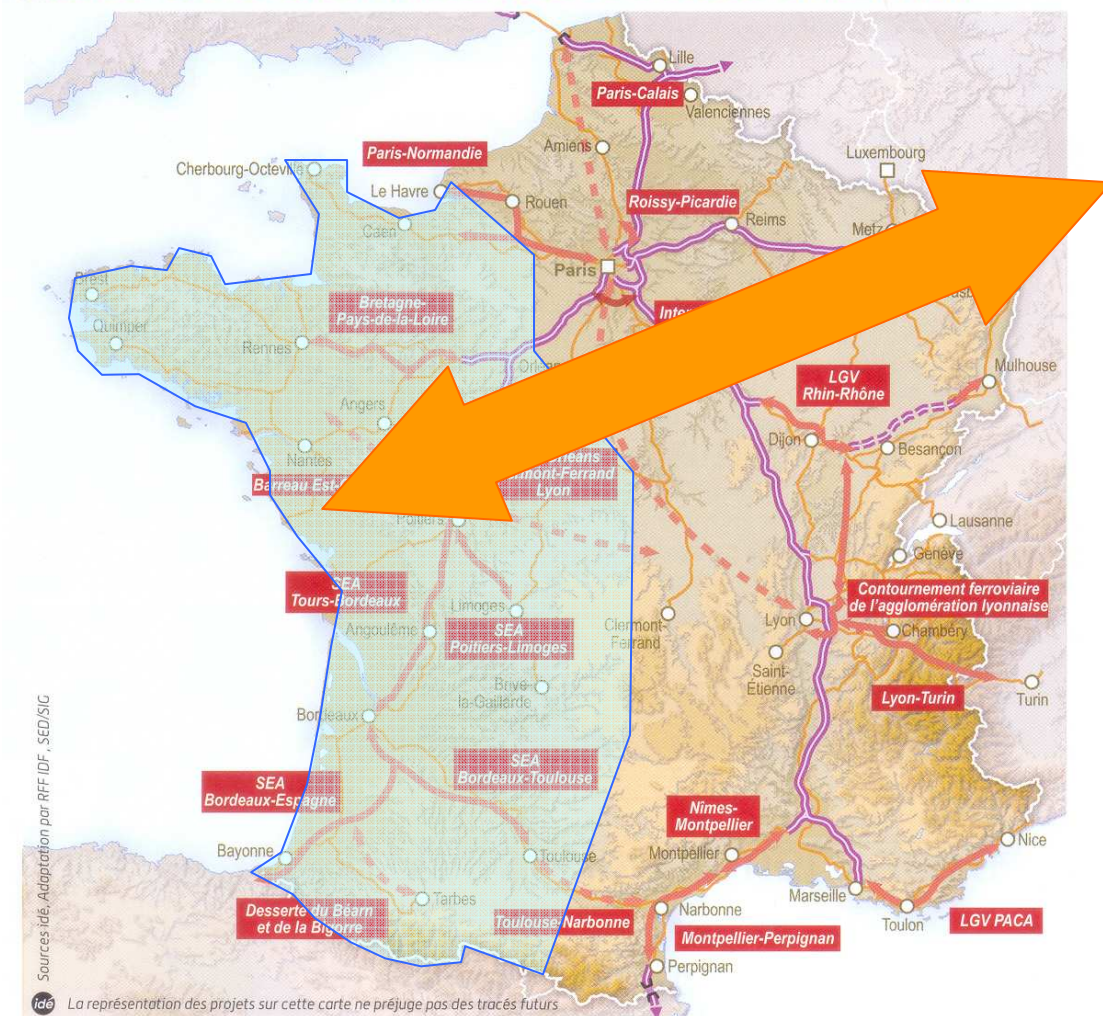 Lille
Paris-Calais
Valenciennes
Amiens
Paris-Normandie
Luxembourg
Cherbourg-Octeville
Le Havre
Rouen
Roissy-Picardie
Reims
Metz
Caen
Paris
Brest
Bretagne-
Pays-de-la-Loire
Quimper
Rennes
Mulhouse
LGV
Rhin-Rhône
Angers
Dijon
Besançon
Nantes
Lyon
Barreau
Poitiers
Lausanne
Genève
SEA
Tours-Bordeaux
Contournement ferroviaire
de l'agglomération lyonnaise
Limoges
Angoulême
SEA
Poitiers-Limoges
Clermont-
Ferrand
Lyon
Chambéry
Saint-
Étienne
Brive-
la-Gaillarde
Lyon-Turin
Turin
Bordeaux
SEA
Bordeaux-Toulouse
SEA
Bordeaux-Espagne
Nîmes-
Montpellier
Nice
Bayonne
Toulouse
Montpellier
Marseille
Tarbes
Narbonne
Toulon
LGV PACA
Desserte du Béarn
et de la Bigorre
Toulouse-Narbonne
Montpellier-Perpignan
Perpignan
Sources idé, Adaptation par RFF IDF, SED/SIG
idé La représentation des projets sur cette carte ne préjuge pas des tracés futurs